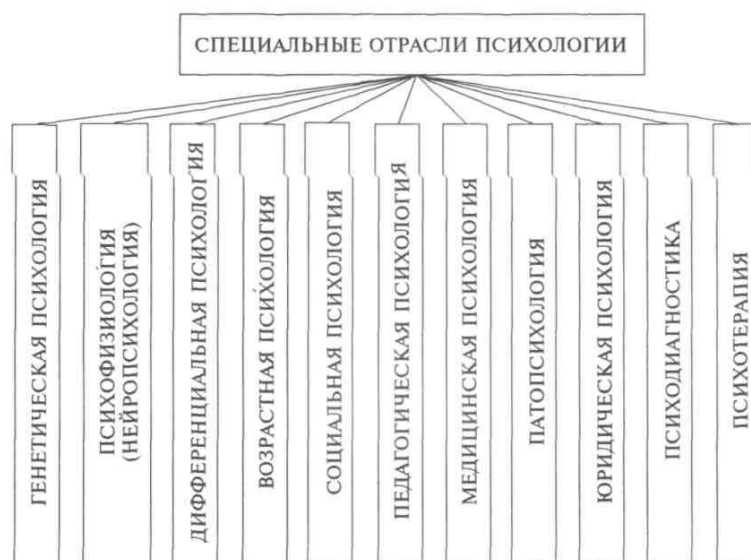 СПЕЦИАЛЬНЫЕ ОТРАСЛИ ПСИХОЛОГИИ
ГЕНЕТИЧЕСКАЯ ПСИХОЛОГИЯ
ПСИХОФИЗИОЛОГИЯ
(НЕЙРОПСИХОЛОГИЯ)
ДИФФЕРЕНЦИАЛЬНАЯ ПСИХОЛОГИЯ
ВОЗРАСТНАЯ ПСИХОЛОГИЯ
СОЦИАЛЬНАЯ ПСИХОЛОГИЯ
ПЕДАГОГИЧЕСКАЯ ПСИХОЛОГИЯ
МЕДИЦИНСКАЯ ПСИХОЛОГИЯ
ПАТОПСИХОЛОГИЯ
ЮРИДИЧЕСКАЯ ПСИХОЛОГИЯ
ПСИХОДИАГНОСТИКА
ПСИХОТЕРАПИЯ